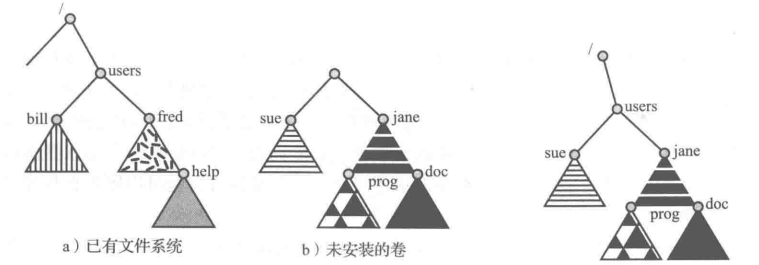 /
users
bill
fred
help
a）已有文件系统
sue
jane
prog
doc
b）未安装的卷
/
users
sue
jane
prog
doc